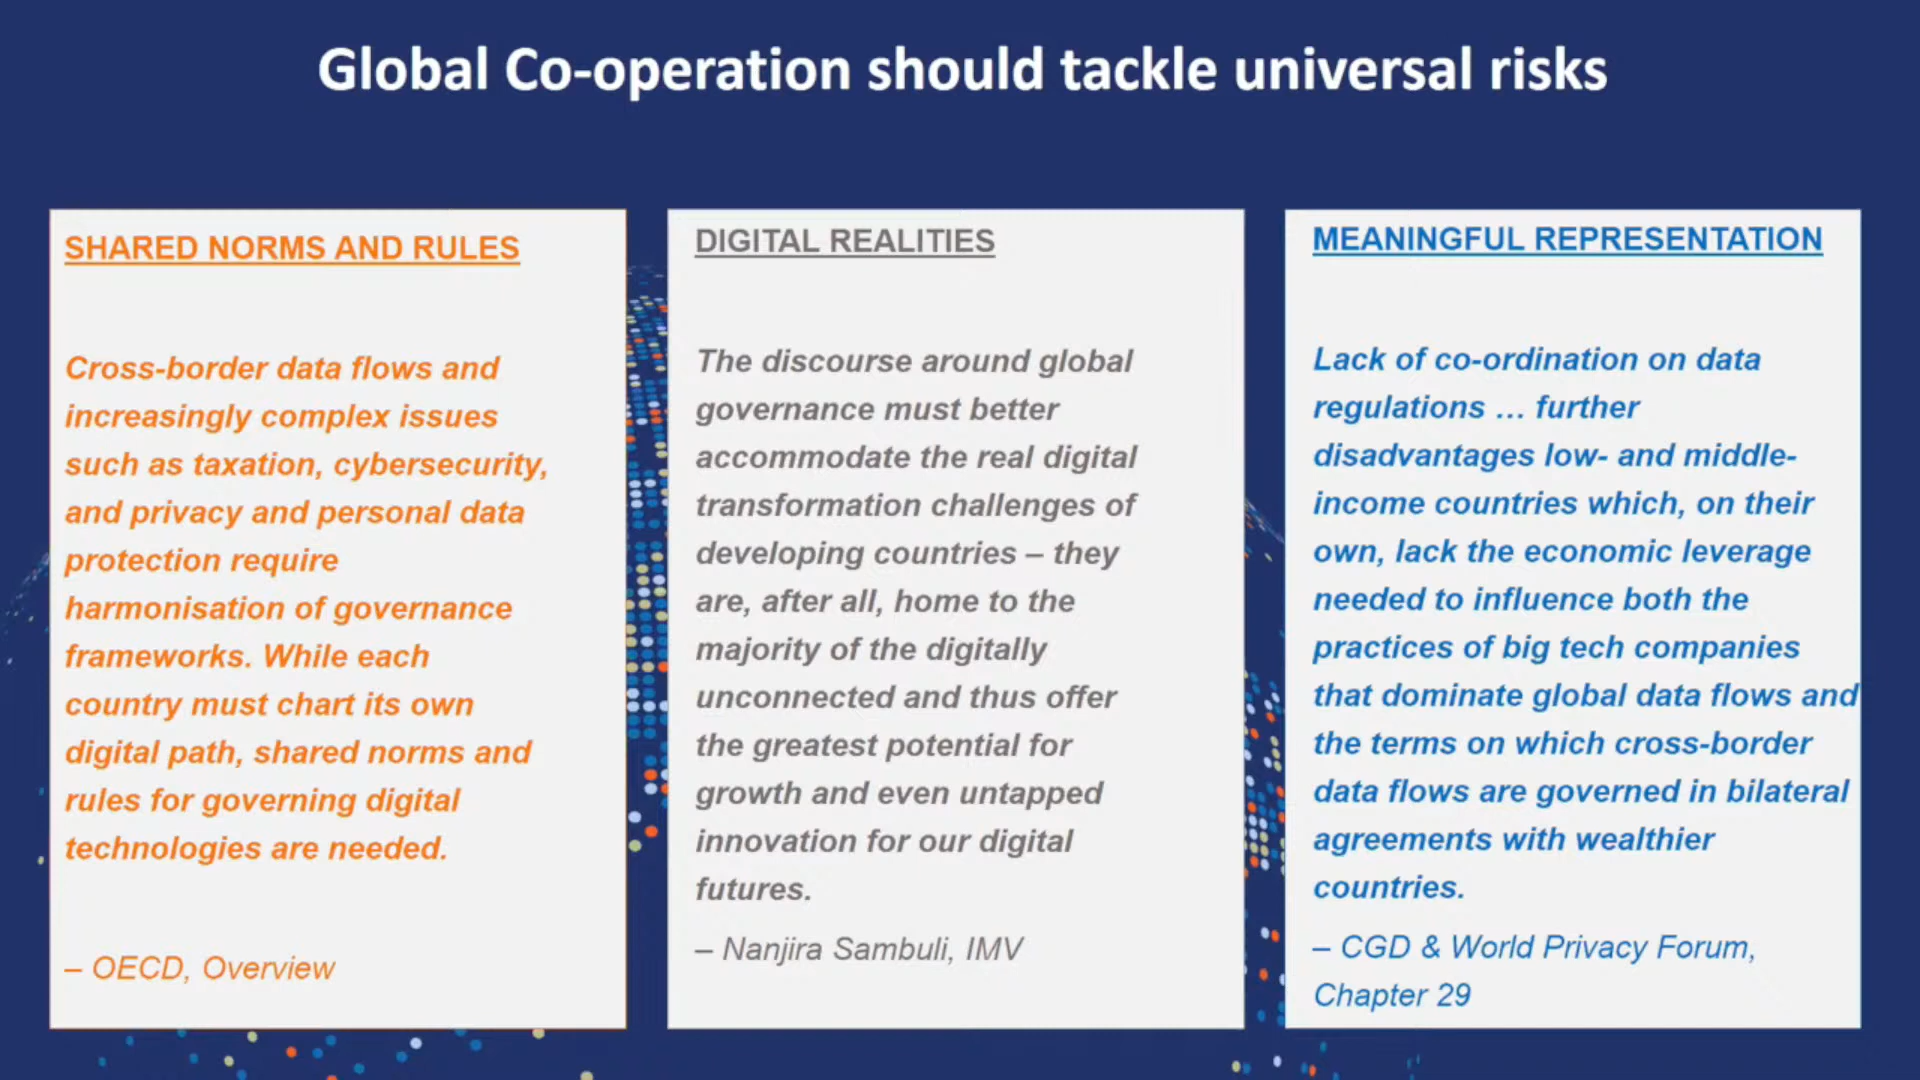 Global Co-operation should tackle universal risks
SHARED NORMS AND RULES
Cross-border data flows and
increasingly complex issues
such as taxation, cybersecurity,
and privacy and personal data
protection require
harmonisation of governance
frameworks. While each
country must chart its own
digital path, shared norms and
rules for governing digital
technologies are needed.
– OECD, Overview
DIGITAL REALITIES
The discourse around global
governance must better
accommodate the real digital
transformation challenges of
developing countries – they
are, after all, home to the
majority of the digitally
unconnected and thus offer
the greatest potential for
growth and even untapped
innovation for our digital
futures.
– Nanjira Sambuli, IMV
MEANINGFUL REPRESENTATION
Lack of co-ordination on data
regulations … further
disadvantages low- and middle-
income countries which, on their
own, lack the economic leverage
needed to influence both the
practices of big tech companies
that dominate global data flows and
the terms on which cross-border
data flows are governed in bilateral
agreements with wealthier
countries.
– CGD & World Privacy Forum,
Chapter 29